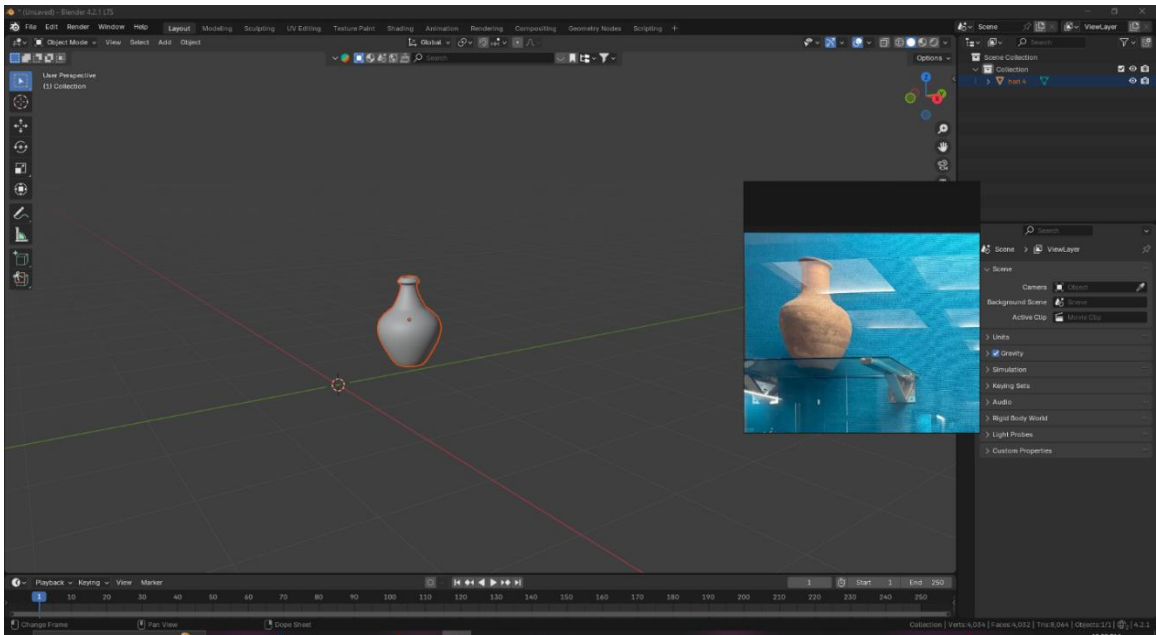 * (Unsaved) - Blender 4.2.1 LTS
File Edit Render Window Help Layout Modeling Sculpting UV Editing Texture Paint Shading Animation Rendering Compositing Geometry Nodes Scripting + Scene ViewLayer
Object Mode View Select Add Object Global Search
Search Options Scene Collection
User Perspective
(1) Collection
Collection
Z
Search
Scene > ViewLayer
Scene
Camera Object
Background Scene Scene
Active Clip Movie Clip
Units
Gravity
Simulation
Keying Sets
Audio
Rigid Body World
Light Probes
Custom Properties
Playback Keying View Marker 1 Start 1 End 250
1 10 20 30 40 50 60 70 80 90 100 110 120 130 140 150 160 170 180 190 200 210 220 230 240 250
Change Frame Pan View Dope Sheet Collection | Verts:4,034 | Faces:4,032 | Tris:8,064 | Objects:1/1 | 4.2.1